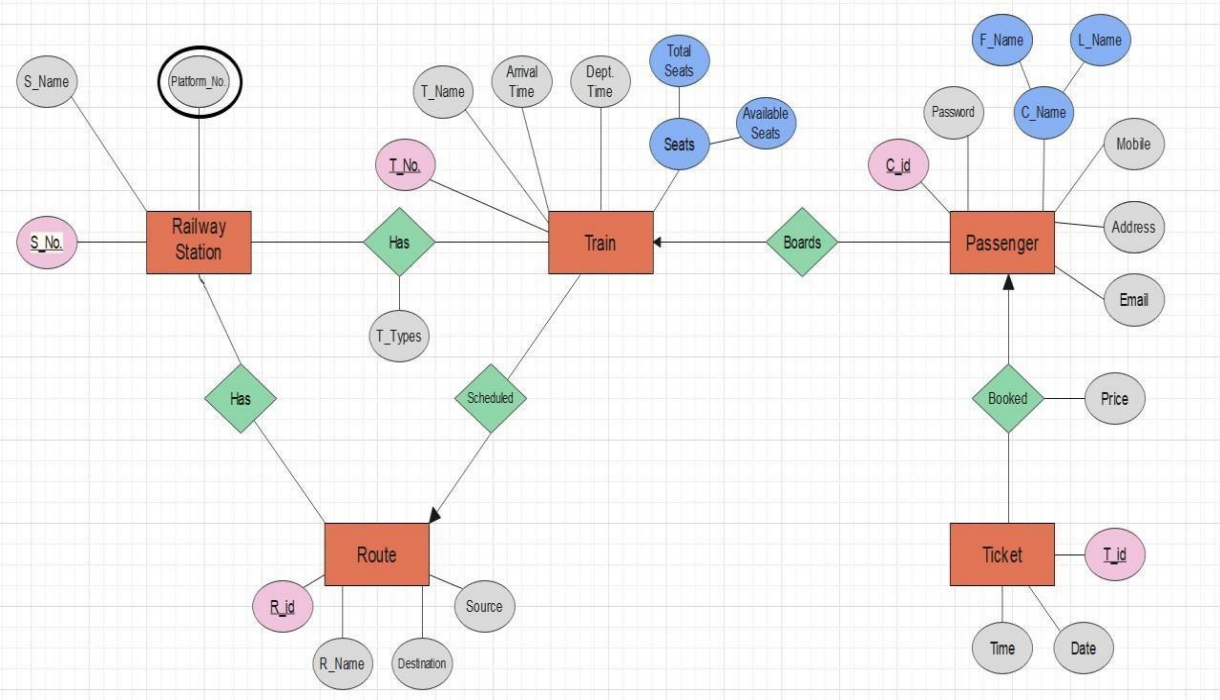 S_Name
Platform_No.
T_Name
Arrival
Time
Dept.
Time
Total
Seats
Seats
Available
Seats
F_Name
L_Name
Password
C_Name
Mobile
T_No.
C_id
Address
S_No.
Railway
Station
Has
Train
Boards
Passenger
Email
T_Types
Has
Scheduled
Booked
Price
Route
Ticket
T_id
R_id
Source
R_Name
Destination
Time
Date